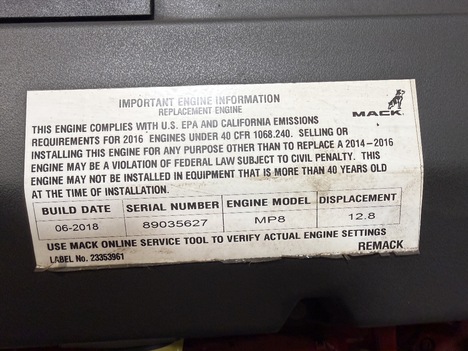 IMPORTANT ENGINE INFORMATION
REPLACEMENT ENGINE
MACK
THIS ENGINE COMPLIES WITH U.S. EPA AND CALIFORNIA EMISSIONS
REQUIREMENTS FOR 2016 ENGINES UNDER 40 CFR 1068.240. SELLING OR
INSTALLING THIS ENGINE FOR ANY PURPOSE OTHER THAN TO REPLACE A 2014-2016
ENGINE MAY BE A VIOLATION OF FEDERAL LAW SUBJECT TO CIVIL PENALTY. THIS
ENGINE MAY NOT BE INSTALLED IN EQUIPMENT THAT IS MORE THAN 40 YEARS OLD
AT THE TIME OF INSTALLATION.
BUILD DATE SERIAL NUMBER ENGINE MODEL DISPLACEMENT
06-2018 89035627 MP8 12.8
USE MACK ONLINE SERVICE TOOL TO VERIFY ACTUAL ENGINE SETTINGS
LABEL No. 23353961 REMACK